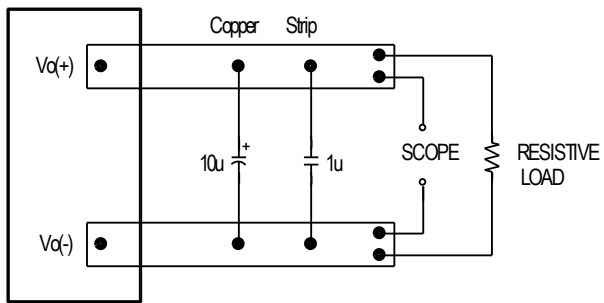 Copper Strip
Vo(+)
10u + 1u
SCOPE
RESISTIVE
LOAD
Vo(-)